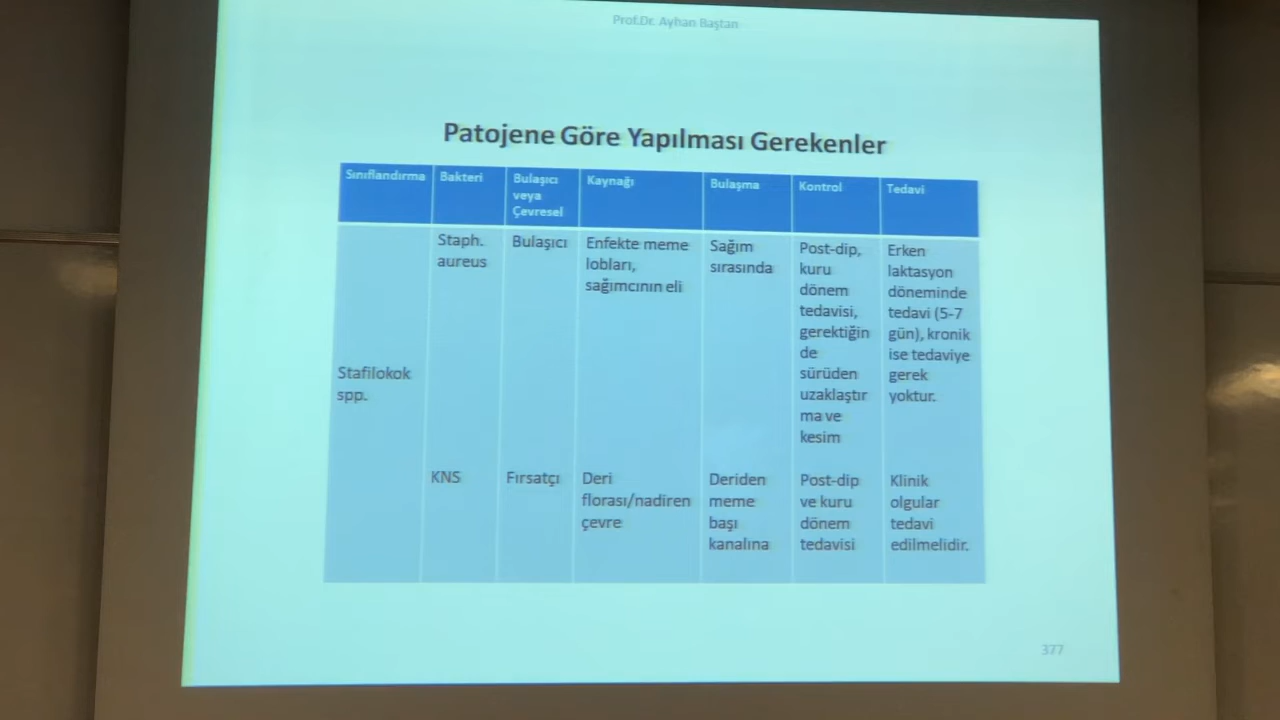 Prof.Dr. Ayhan Baştan
Patojene Göre Yapılması Gerekenler
Sınıflandırma
Bakteri
Bulaşıcı
veya
Çevresel
Kaynağı
Bulaşma
Kontrol
Tedavi
Stafilokok
spp.
Staph.
aureus
Bulaşıcı
Enfekte meme
lobları,
sağımcının eli
Sağım
sırasında
Post-dip,
kuru
dönem
tedavisi,
gerektiğin
de
sürüden
uzaklaştır
ma ve
kesim
Erken
laktasyon
döneminde
tedavi (5-7
gün), kronik
ise tedaviye
gerek
yoktur.
KNS
Fırsatçı
Deri
florası/nadiren
çevre
Deriden
meme
başı
kanalına
Post-dip
ve kuru
dönem
tedavisi
Klinik
olgular
tedavi
edilmelidir.
377